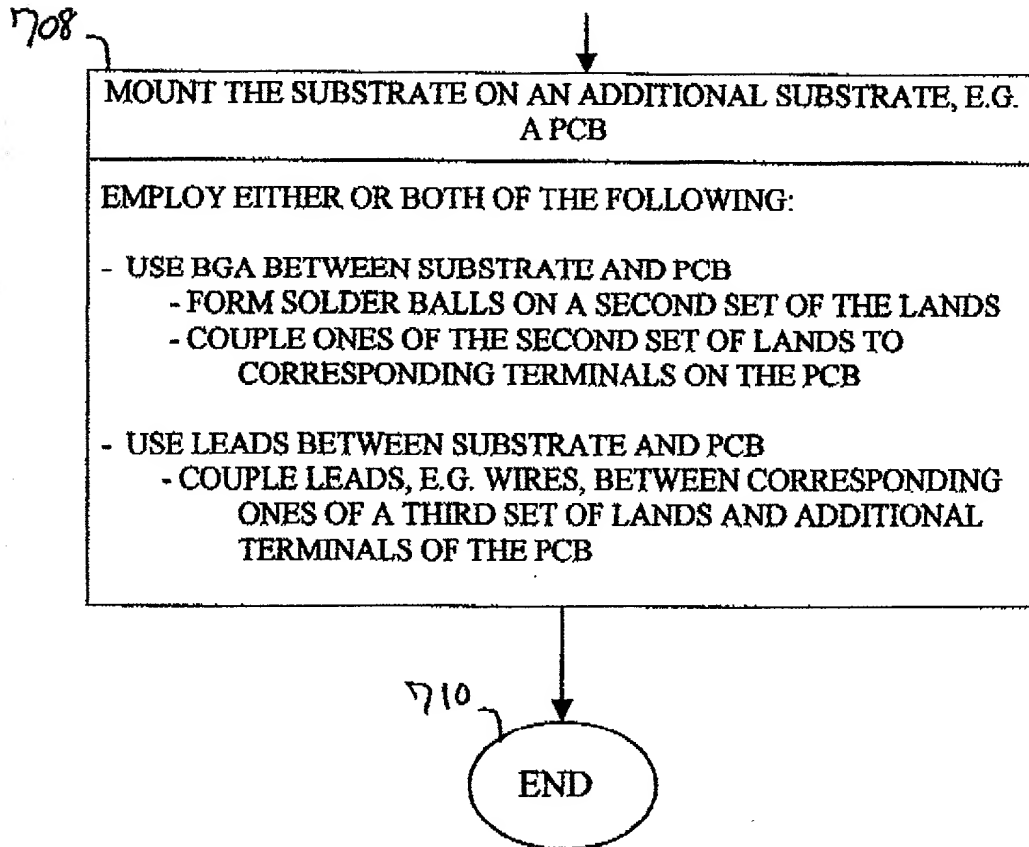 708
MOUNT THE SUBSTRATE ON AN ADDITIONAL SUBSTRATE, E.G.
A PCB
EMPLOY EITHER OR BOTH OF THE FOLLOWING:
- USE BGA BETWEEN SUBSTRATE AND PCB
- FORM SOLDER BALLS ON A SECOND SET OF THE LANDS
- COUPLE ONES OF THE SECOND SET OF LANDS TO
CORRESPONDING TERMINALS ON THE PCB
- USE LEADS BETWEEN SUBSTRATE AND PCB
- COUPLE LEADS, E.G. WIRES, BETWEEN CORRESPONDING
ONES OF A THIRD SET OF LANDS AND ADDITIONAL
TERMINALS OF THE PCB
710
END